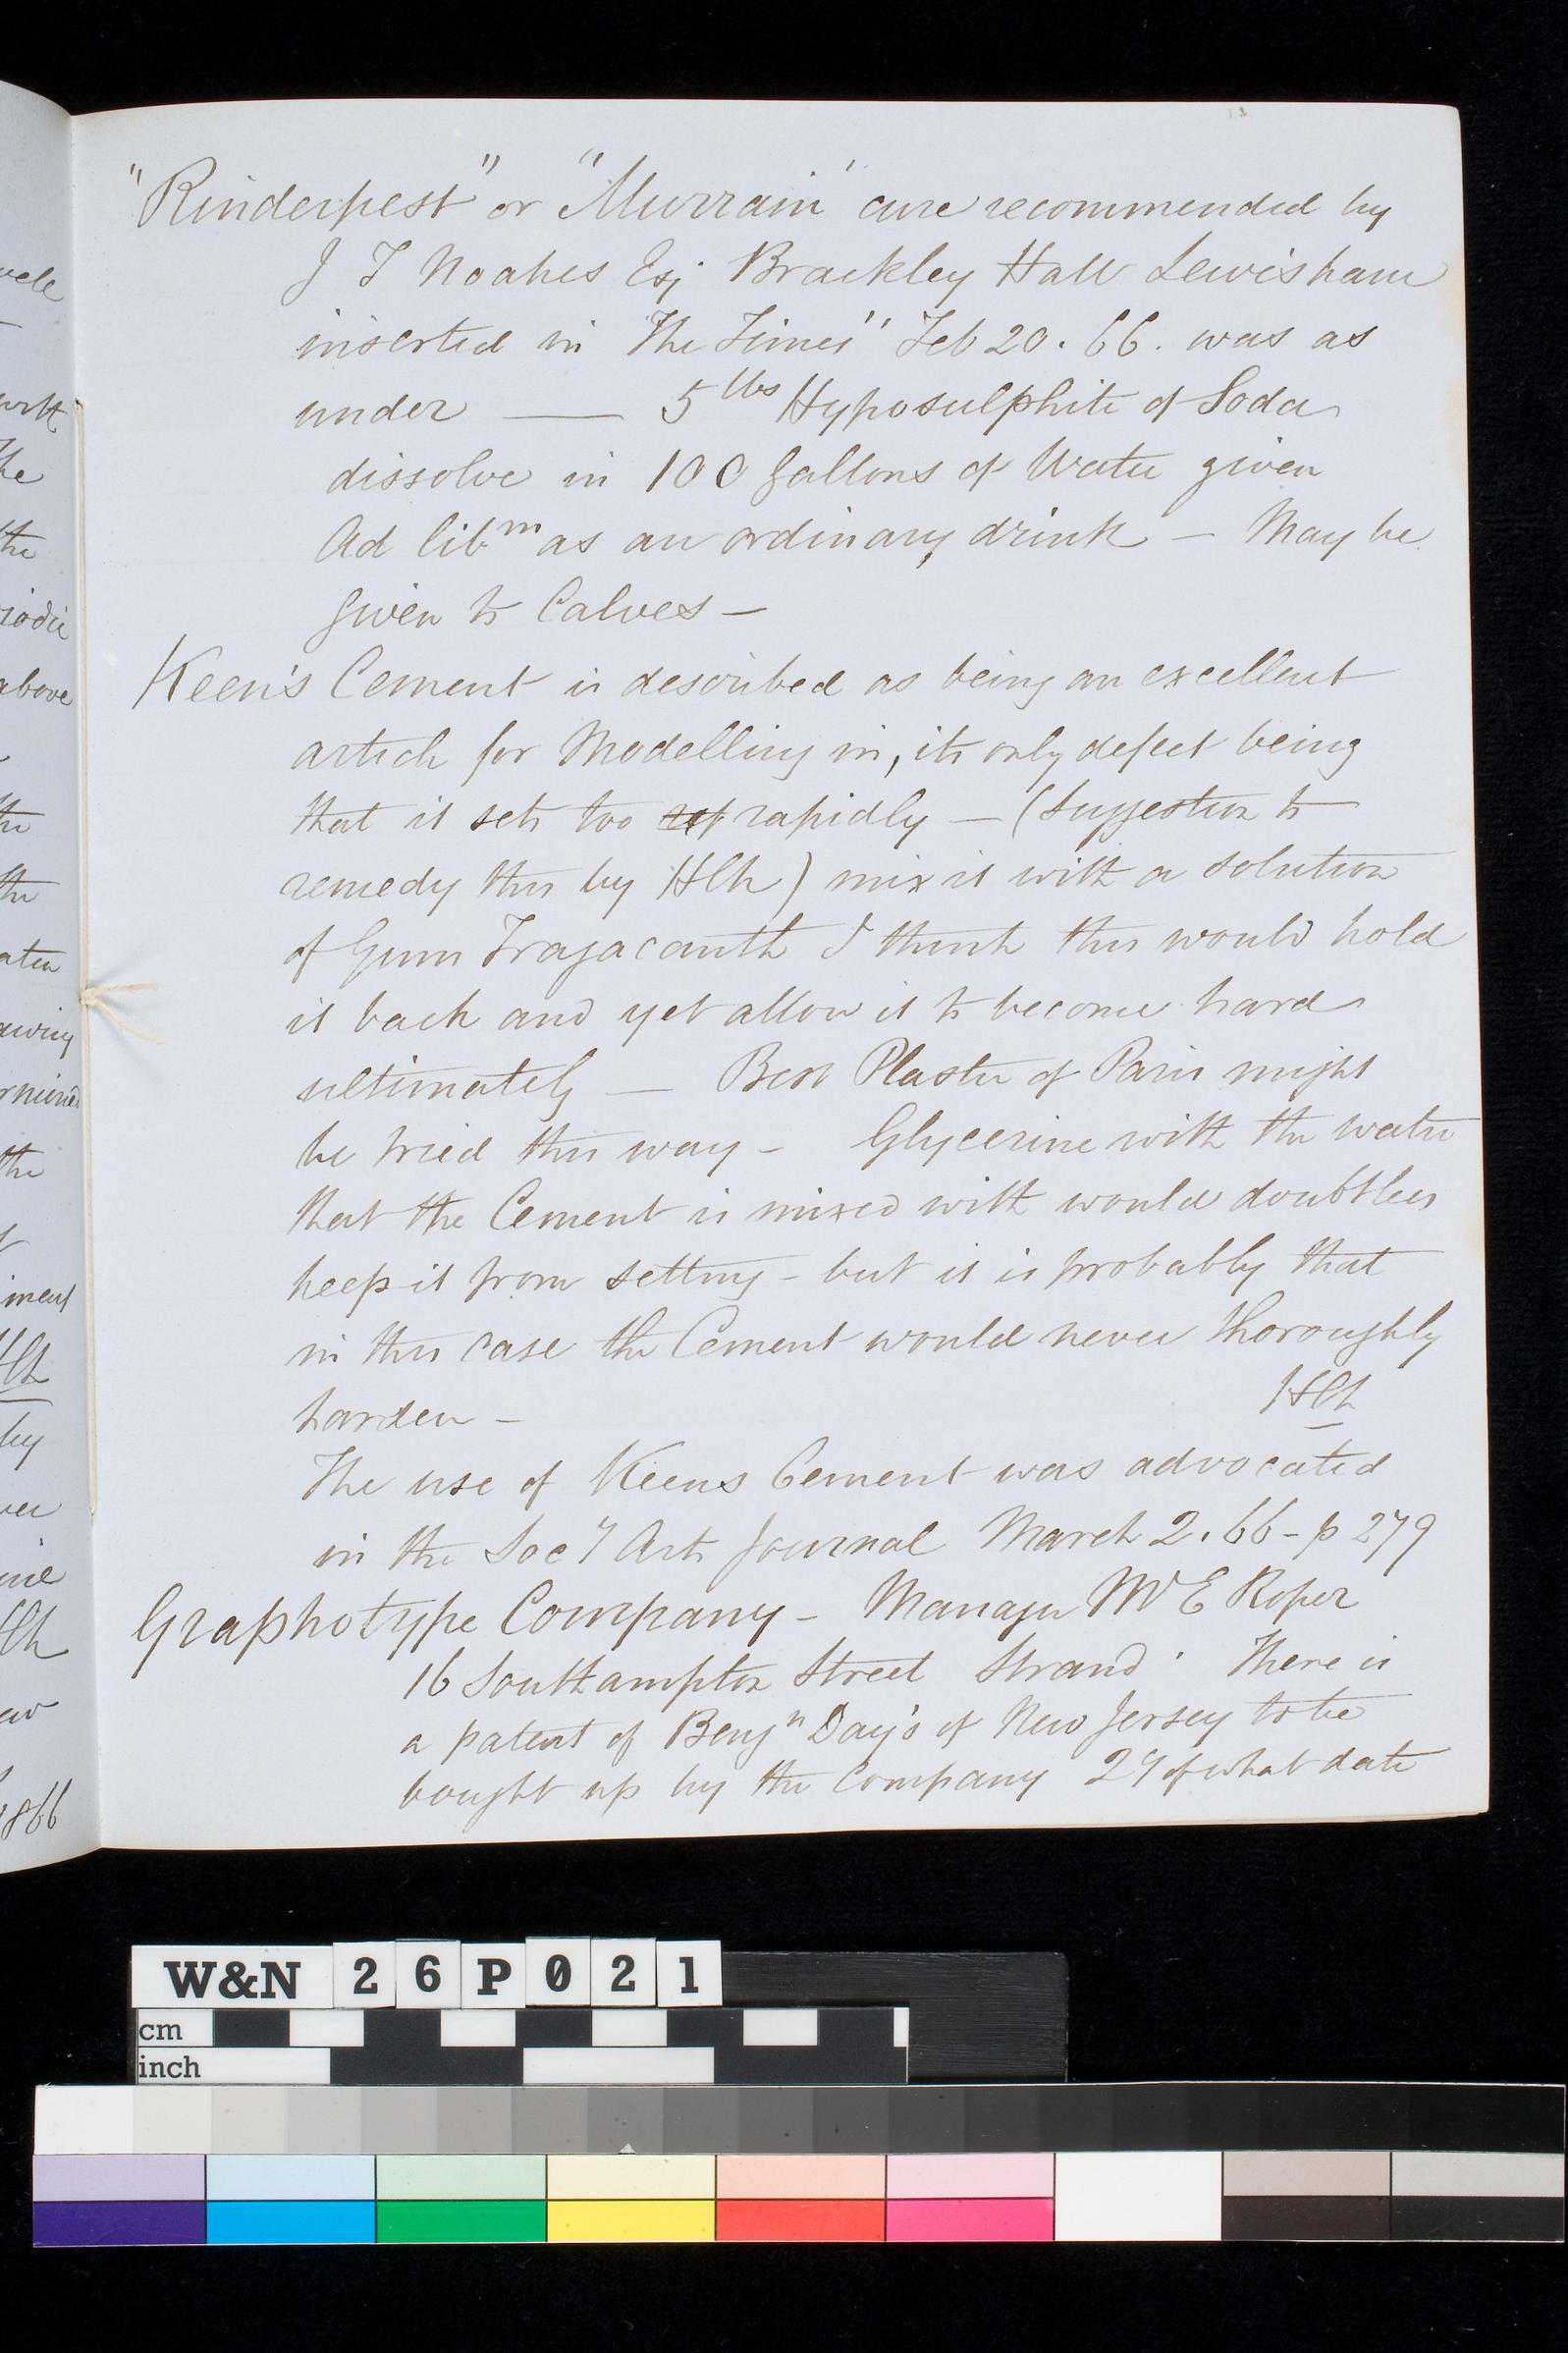 "Rinderpest" or "Murrain" cure recommended by
J T Noakes Esq Brackley Hall Lewisham
inserted in "The Times" Feb 20. 66. was as
under —— 5 lbs Hyposulphite of Soda
dissolve in 100 Gallons of Water given
Ad libm as an ordinary drink — May be
given to Calves —
Keen's Cement is described as being an excellent
article for Modelling in, its only defect being
that it sets too rapidly — (Suggestion to
remedy this by HCh) mix it with a solution
of Gum Tragacanth I think this would hold
it back and yet allow it to become hard
ultimately — Best Plaster of Paris might
be tried this way — Glycerine with the water
that the Cement is mixed with would doubtless
keep it from setting — but it is probably that
in this case the Cement would never thoroughly
harden — 
The use of Keens Cement was advocated
in the Socy Arts Journal March 2. 66 — p 279
Graphotype Company — Manager Mr E Roper
16 Southampton Street Strand. There is
a patent of Benjn Day's of New Jersey to be
bought up by the Company Qy of what date
above
the
1866
W&N 26P021
cm
inch